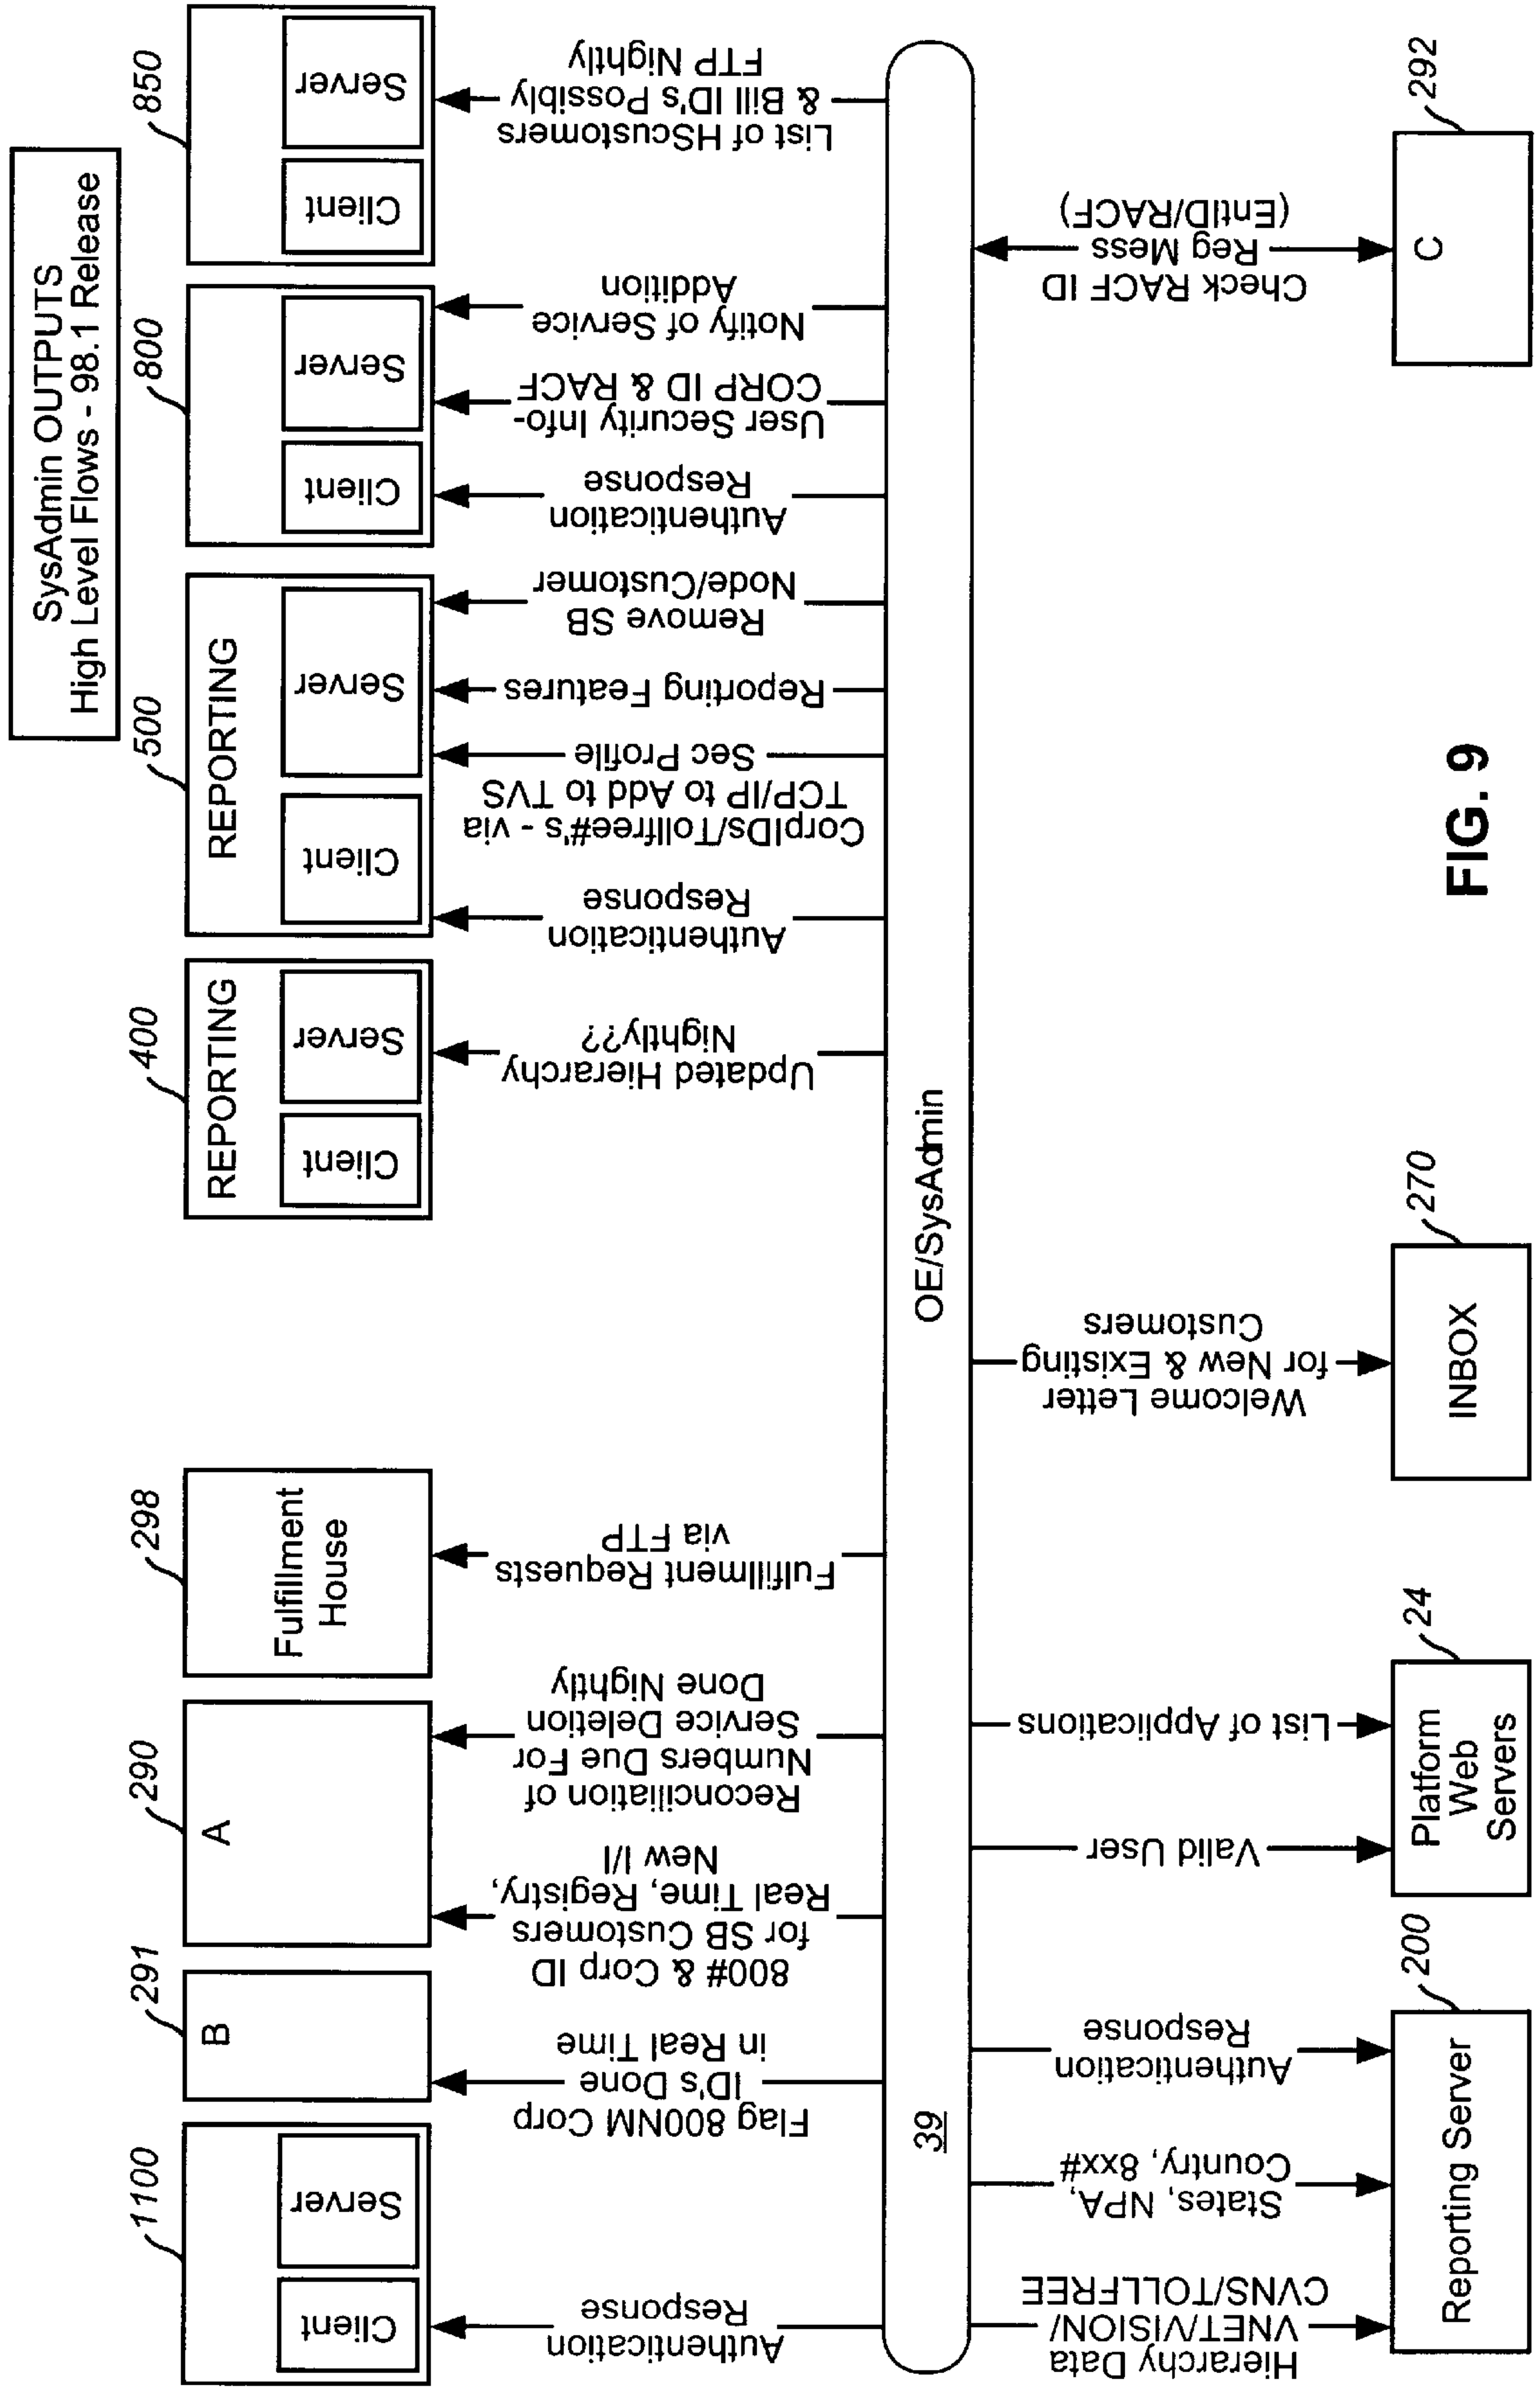 SysAdmin OUTPUTS
High Level Flows - 98.1 Release
1100
Client
Server
291
B
290
A
298
Fulfillment
House
400
REPORTING
Client
Server
500
REPORTING
Client
Server
800
Client
Server
850
Client
Server
Authentication
Response
Flag 800NM Corp
ID's Done
in Real Time
800# & Corp ID
for SB Customers
Real Time, Registry,
New I/I
Reconciliation of
Numbers Due For
Service Deletion
Done Nightly
Fulfillment Requests
via FTP
Updated Hierarchy
Nightly??
Authentication
Response
CorpIDs/Tollfree#'s - via
TCP/IP to Add to TVS
Sec Profile
Reporting Features
Remove SB
Node/Customer
Authentication
Response
User Security Info-
CORP ID & RACF
Notify of Service
Addition
List of HScustomers
& Bill ID's Possibly
FTP Nightly
39
OE/SysAdmin
Hierarchy Data
VNET/VISION/
CVNS/TOLLFREE
States, NPA,
Country, 8xx#
Authentication
Response
Valid User
List of Applications
Welcome Letter
for New & Existing
Customers
Check RACF ID
Reg Mess
(EntID/RACF)
200
Reporting Server
24
Platform
Web
Servers
270
INBOX
292
C
FIG. 9